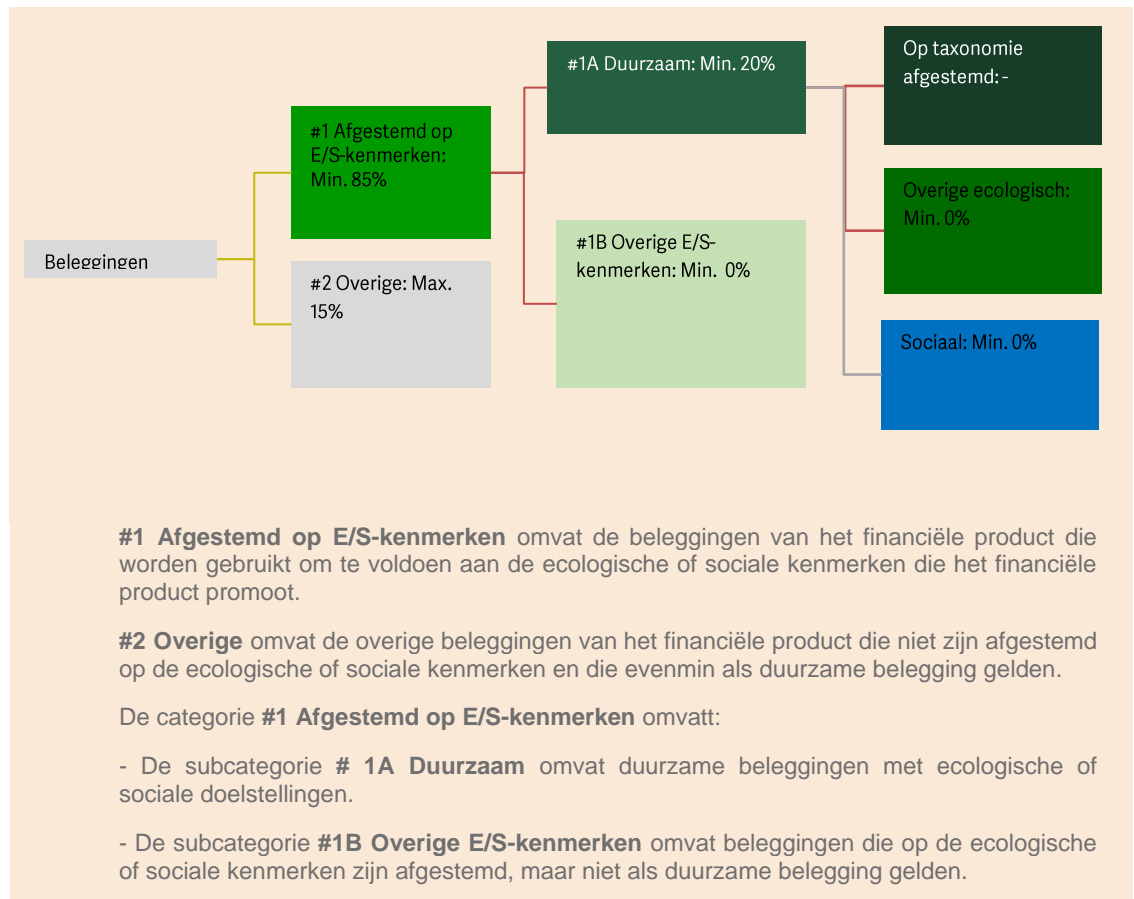 Beleggingen
#1 Afgestemd op
E/S-kenmerken:
Min. 85%
#2 Overige: Max.
15%
#1A Duurzaam: Min. 20%
#1B Overige E/S-
kenmerken: Min. 0%
Op taxonomie
afgestemd: -
Overige ecologisch:
Min. 0%
Sociaal: Min. 0%
#1 Afgestemd op E/S-kenmerken omvat de beleggingen van het financiële product die
worden gebruikt om te voldoen aan de ecologische of sociale kenmerken die het financiële
product promoot.
#2 Overige omvat de overige beleggingen van het financiële product die niet zijn afgestemd
op de ecologische of sociale kenmerken en die evenmin als duurzame belegging gelden.
De categorie #1 Afgestemd op E/S-kenmerken omvatt:
- De subcategorie # 1A Duurzaam omvat duurzame beleggingen met ecologische of
sociale doelstellingen.
- De subcategorie #1B Overige E/S-kenmerken omvat beleggingen die op de ecologische
of sociale kenmerken zijn afgestemd, maar niet als duurzame belegging gelden.